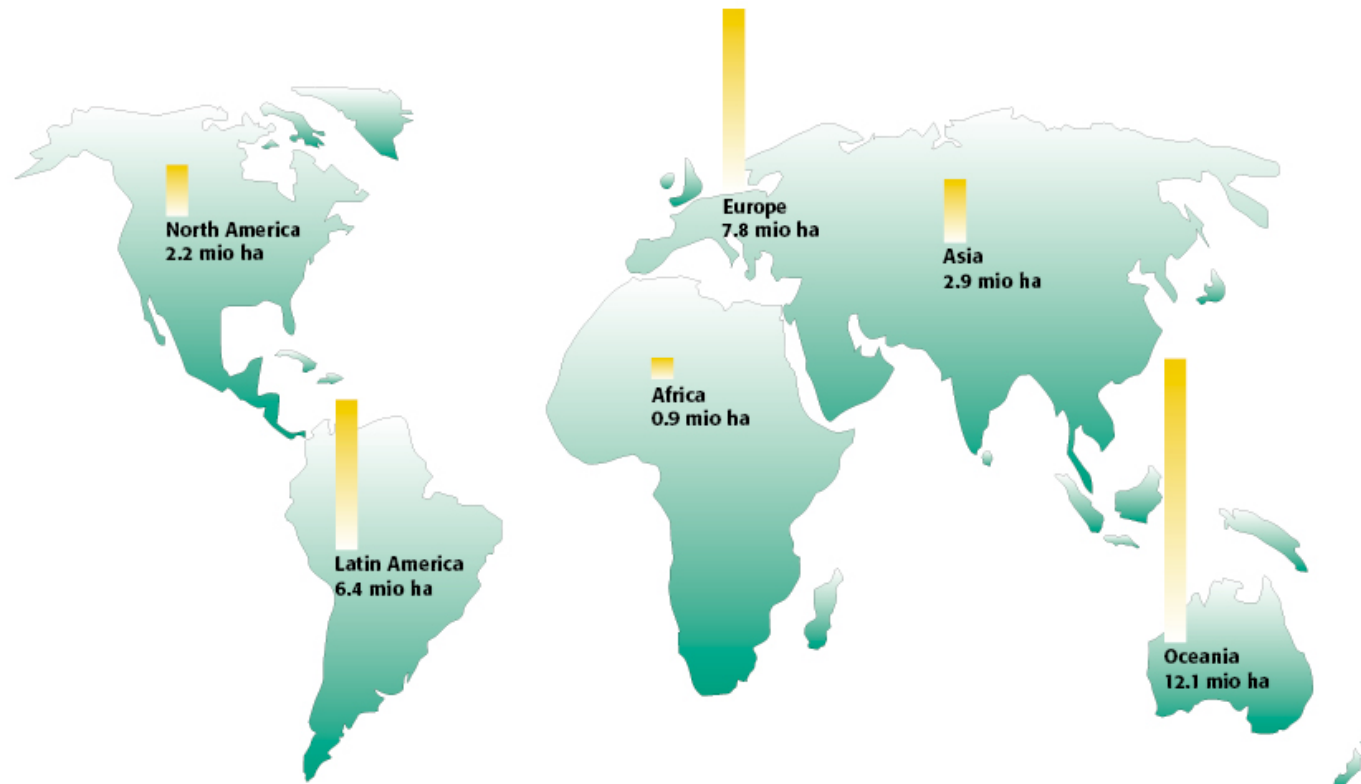 North America
2.2 mio ha
Europe
7.8 mio ha
Asia
2.9 mio ha
Africa
0.9 mio ha
Latin America
6.4 mio ha
Oceania
12.1 mio ha